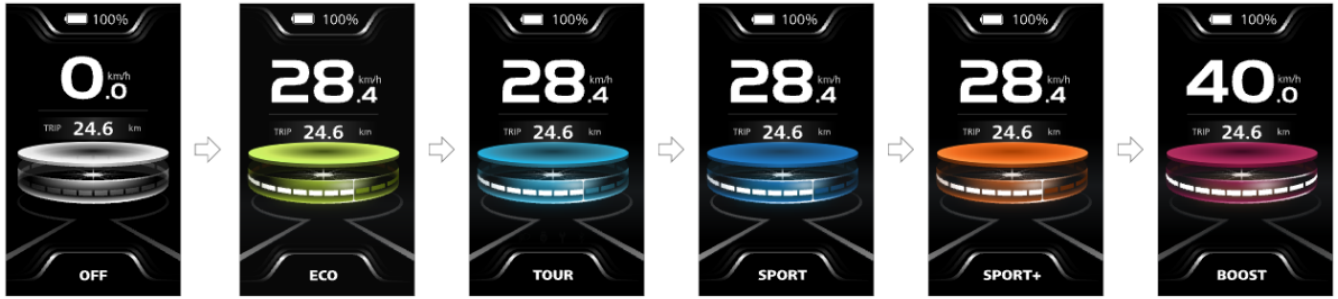 100%
0.0 km/h
TRIP 24.6 km
OFF
100%
28.4 km/h
TRIP 24.6 km
ECO
100%
28.4 km/h
TRIP 24.6 km
TOUR
100%
28.4 km/h
TRIP 24.6 km
SPORT
100%
28.4 km/h
TRIP 24.6 km
SPORT+
100%
40.0 km/h
TRIP 24.6 km
BOOST